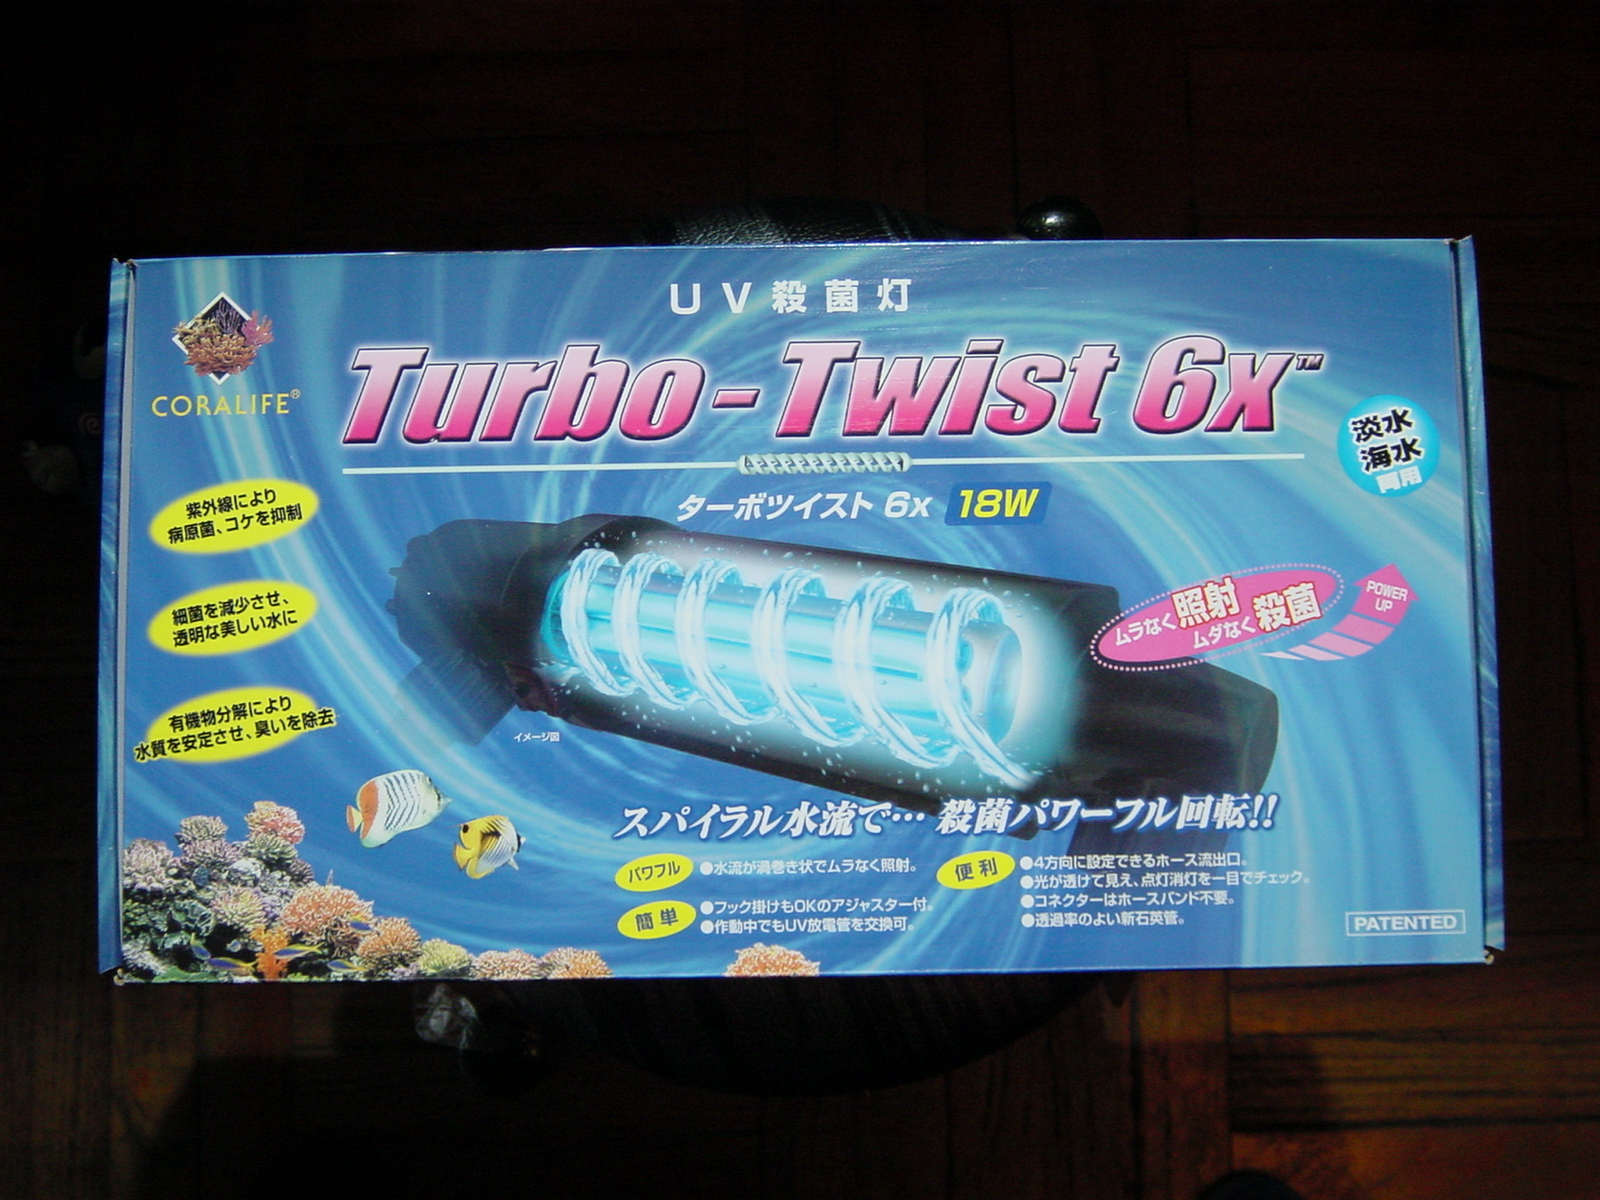 UV殺菌灯
CORALIFE®
Turbo-Twist 6x™
淡水
海水
両用
ターボツイスト 6x 18W
紫外線により
病原菌、コケを抑制
細菌を減少させ、
透明な美しい水に
有機物分解により
水質を安定させ、臭いを除去
ムラなく照射
ムダなく殺菌
POWER
UP
イメージ図
スパイラル水流で… 殺菌パワーフル回転!!
パワフル ●水流が渦巻き状でムラなく照射。
簡単 ●フック掛けもOKのアジャスター付。
●作動中でもUV放電管を交換可。
便利 ●4方向に設定できるホース流出口。
●光が透けて見え、点灯消灯を一目でチェック。
●コネクターはホースバンド不要。
●透過率のよい新石英管。
PATENTED